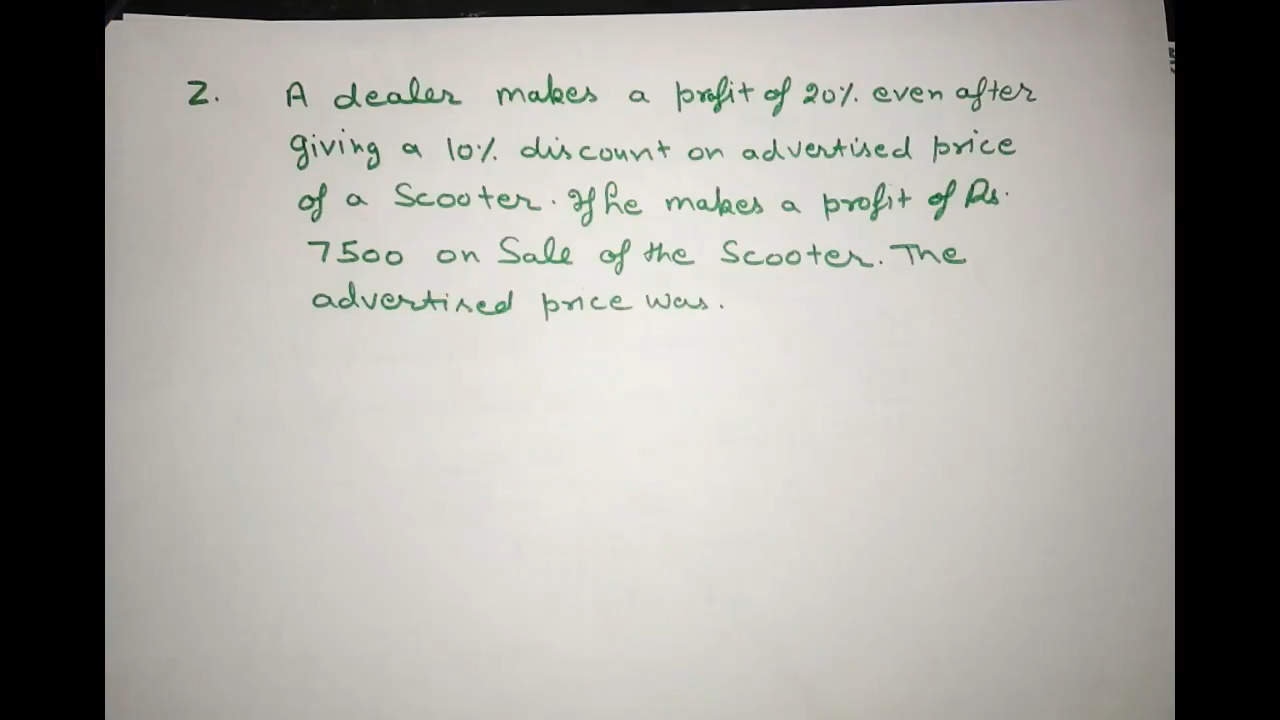 2. A dealer makes a profit of 20% even after
giving a 10% discount on advertised price
of a Scooter. If he makes a profit of Rs.
7500 on Sale of the Scooter. The
advertised price was.